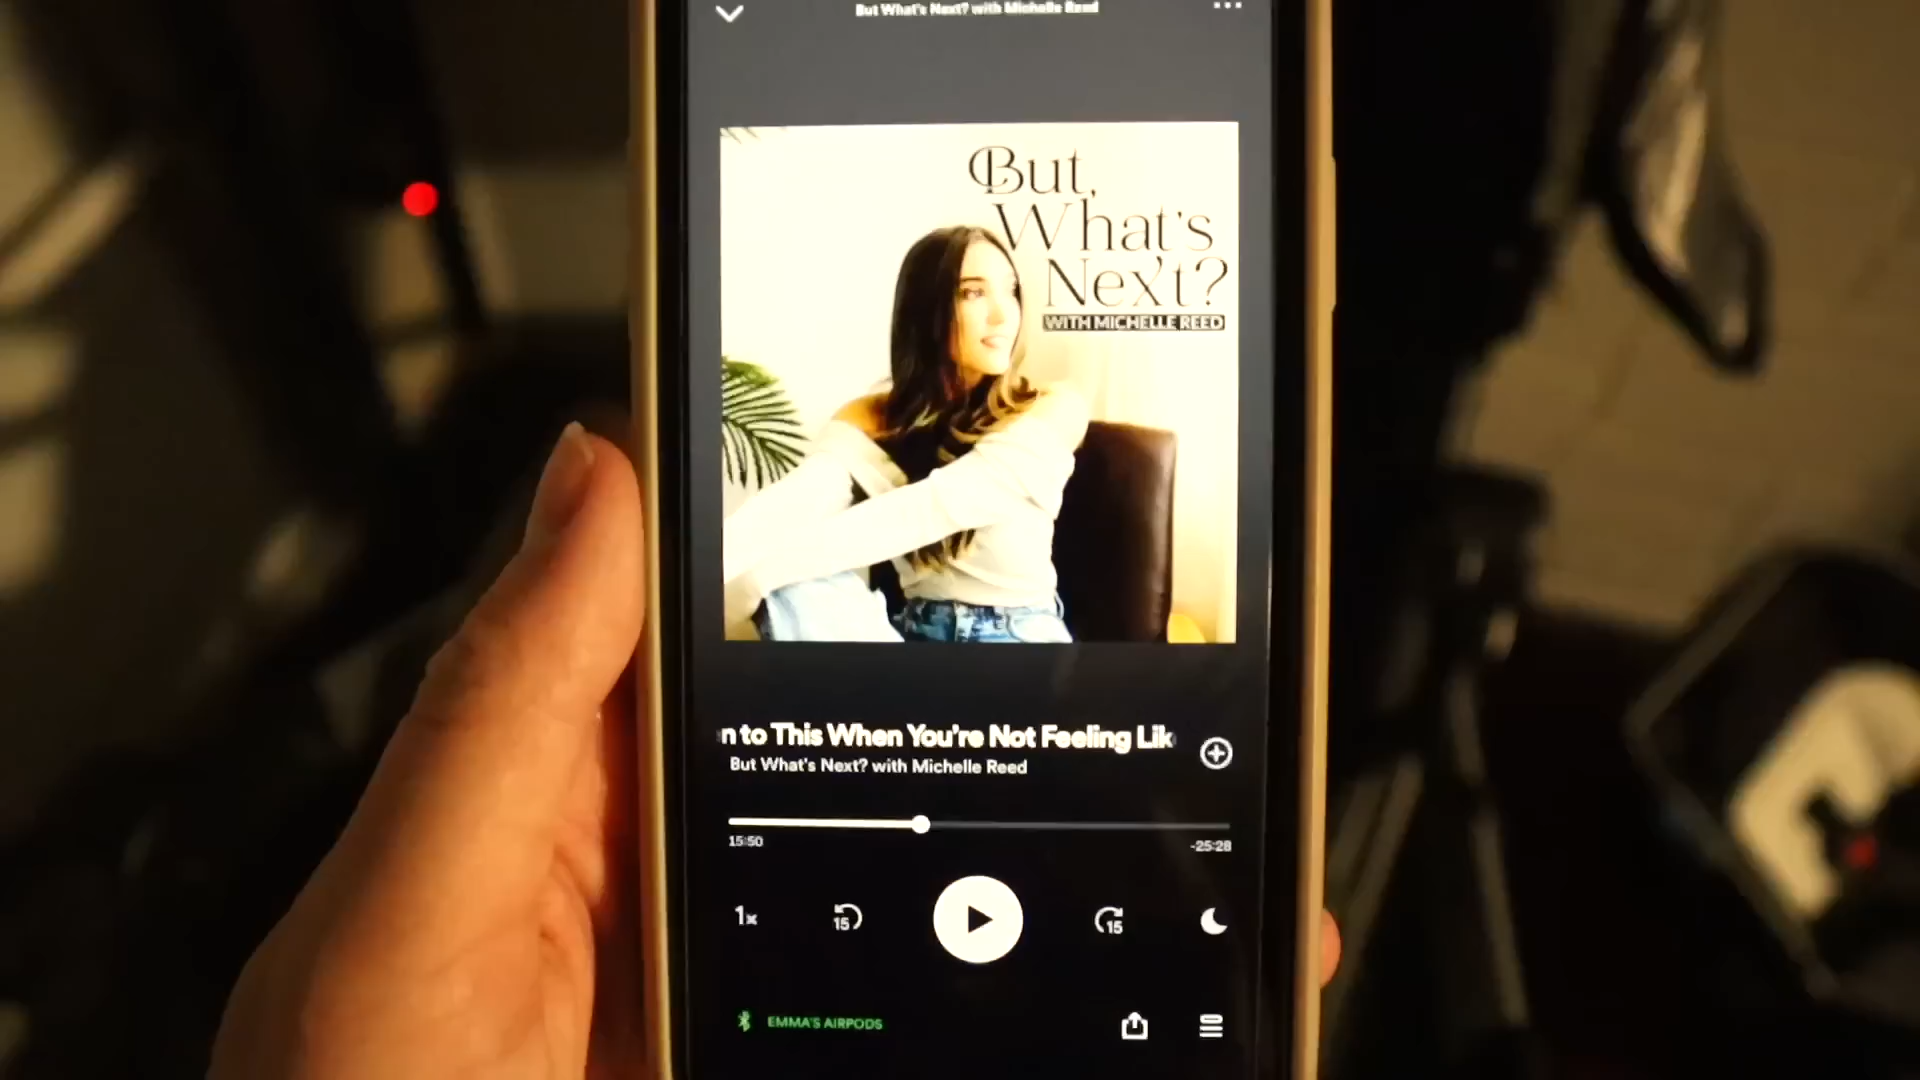 But What's Next? with Michelle Reed
But,
What's
Next?
WITH MICHELLE REED
n to This When You're Not Feeling Lik
But What's Next? with Michelle Reed
15:50
-25:28
1x
15
15
EMMA'S AIRPODS